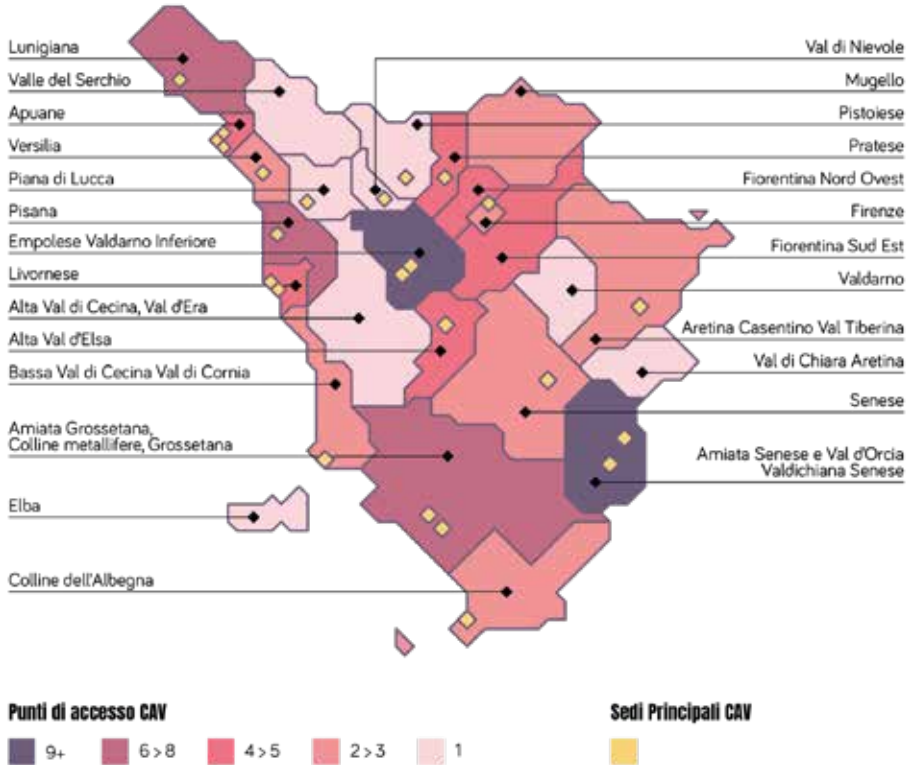 Lunigiana
Valle del Serchio
Apuane
Versilia
Piana di Lucca
Pisana
Empolese Valdarno Inferiore
Livornese
Alta Val di Cecina, Val d'Era
Alta Val d'Elsa
Bassa Val di Cecina Val di Cornia
Amiata Grossetana,
Colline metallifere, Grossetana
Elba
Colline dell'Albegna
Val di Nievole
Mugello
Pistoiese
Pratese
Fiorentina Nord Ovest
Firenze
Fiorentina Sud Est
Valdarno
Aretina Casentino Val Tiberina
Val di Chiara Aretina
Senese
Amiata Senese e Val d'Orcia
Valdichiana Senese
Punti di accesso CAV
9+
6>8
4>5
2>3
1
Sedi Principali CAV